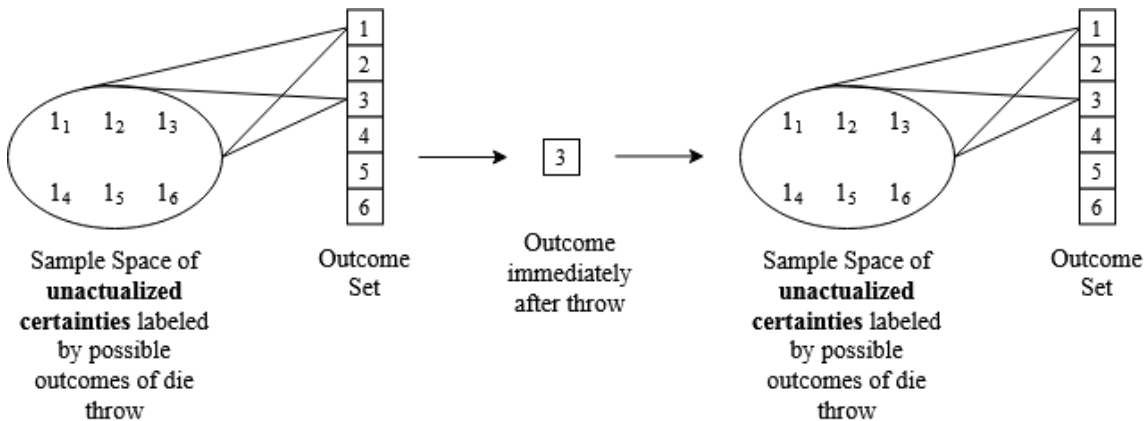 1
2
3
4
5
6
1₁ 1₂ 1₃
1₄ 1₅ 1₆
Sample Space of
unactualized
certainties labeled
by possible
outcomes of die
throw
Outcome
Set
3
Outcome
immediately
after throw
1₁ 1₂ 1₃
1₄ 1₅ 1₆
Sample Space of
unactualized
certainties labeled
by possible
outcomes of die
throw
1
2
3
4
5
6
Outcome
Set